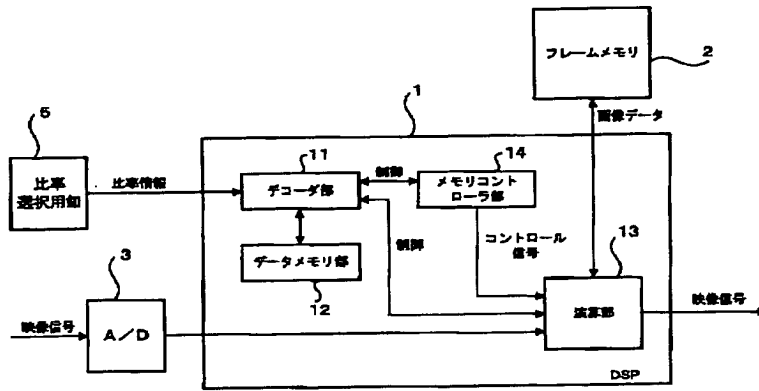 フレームメモリ
2
1
画像データ
5
比率
選択用釦
比率情報
11
デコーダ部
制御
14
メモリコント
ローラ部
データメモリ部
12
制御
コントロール
信号
13
演算部
映像信号
3
映像信号
A/D
DSP